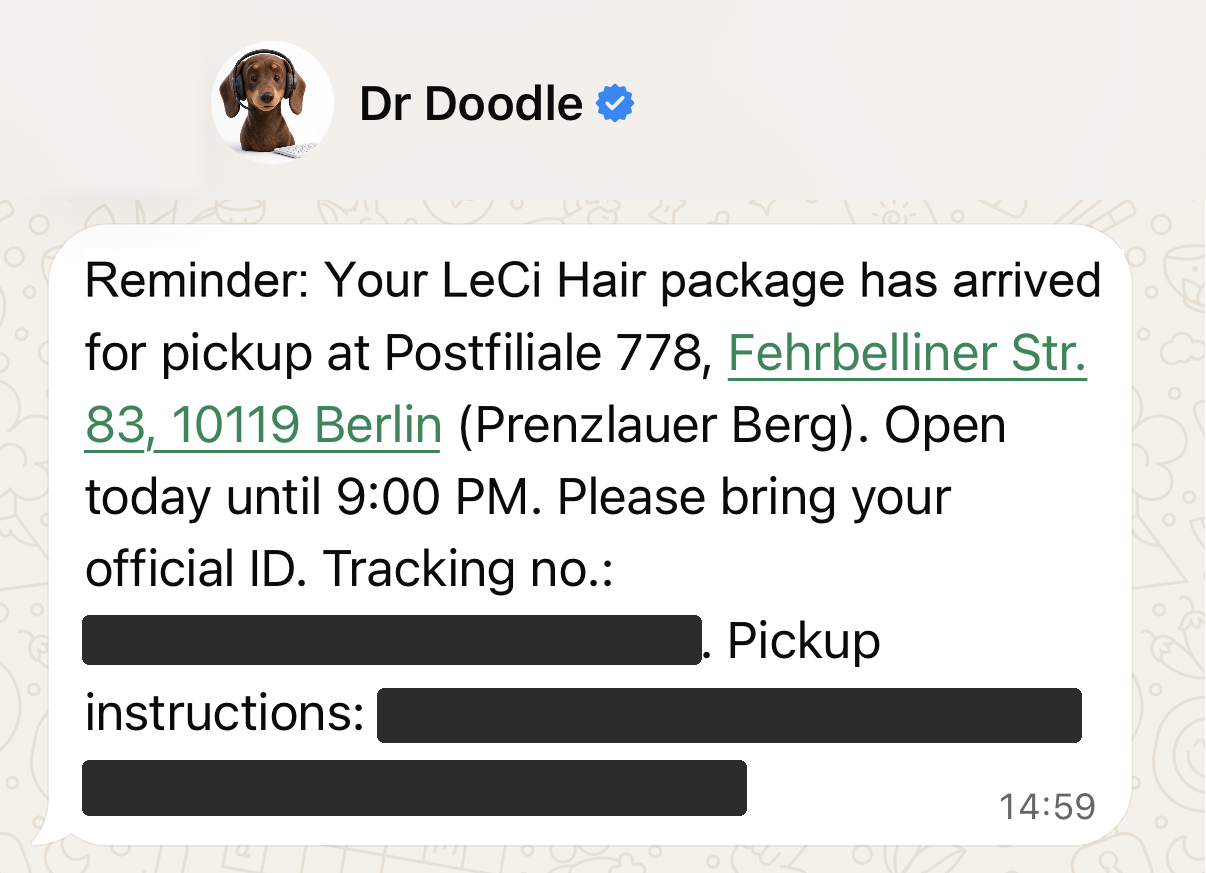 Dr Doodle
Reminder: Your LeCi Hair package has arrived
for pickup at Postfiliale 778, Fehrbelliner Str.
83, 10119 Berlin (Prenzlauer Berg). Open
today until 9:00 PM. Please bring your
official ID. Tracking no.:
. Pickup
instructions:
14:59